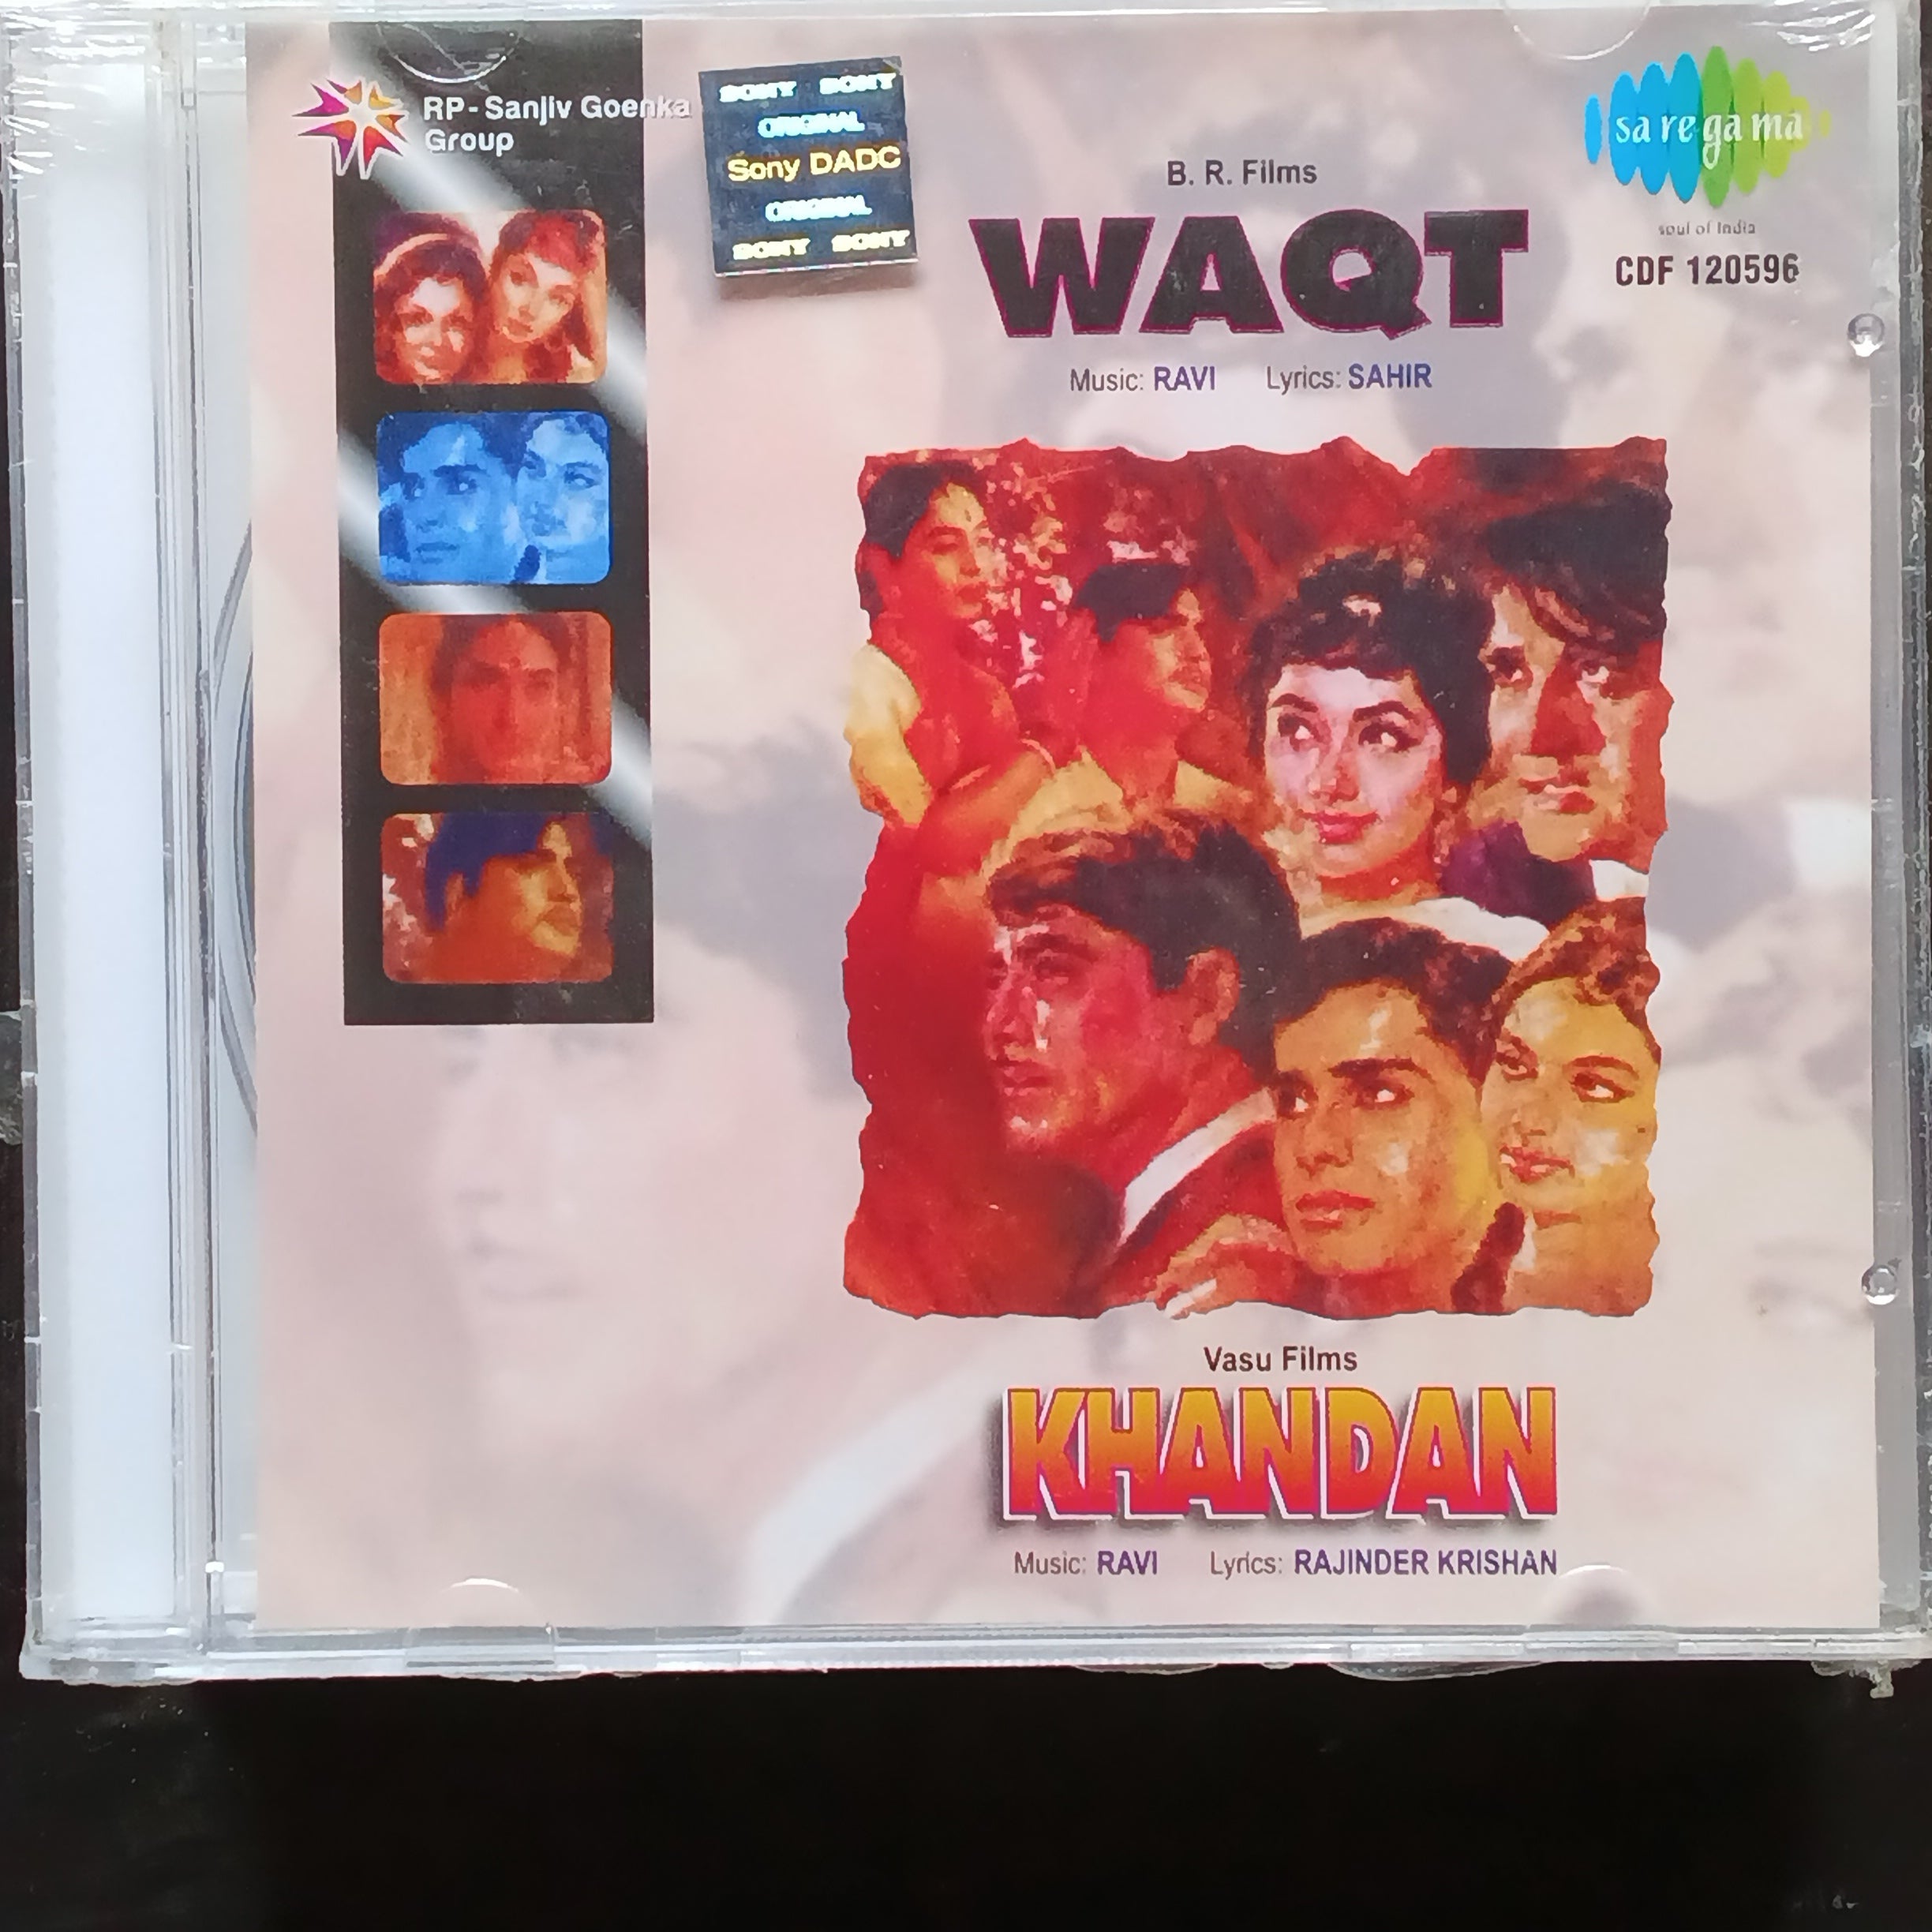 RP-Sanjiv Goenka
Group
SONY SONY
ORIGINAL
Sony DADC
ORIGINAL
SONY SONY
sa re ga ma
soul of India
CDF 120596
B. R. Films
WAQT
Music: RAVI Lyrics: SAHIR
Vasu Films
KHANDAN
Music: RAVI Lyrics: RAJINDER KRISHAN